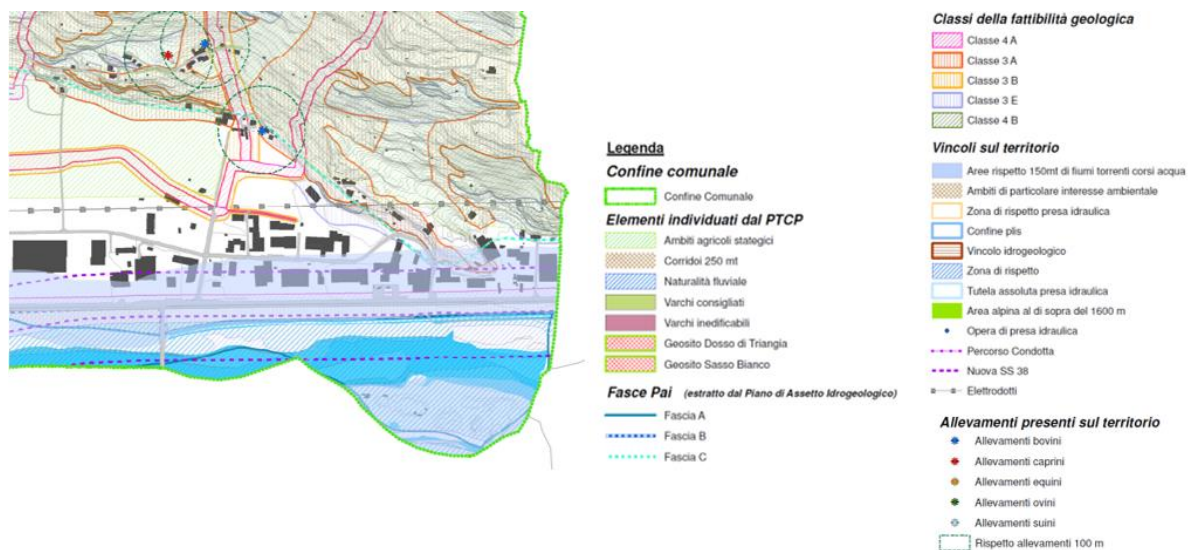 Legenda
Confine comunale
Confine Comunale
Elementi individuati dal PTCP
Ambiti agricoli stategici
Corridoi 250 mt
Naturalità fluviale
Varchi consigliati
Varchi inedificabili
Geosito Dosso di Triangia
Geosito Sasso Bianco
Fasce Pai (estratto dal Piano di Assetto Idrogeologico)
Fascia A
Fascia B
Fascia C
Classi della fattibilità geologica
Classe 4 A
Classe 3 A
Classe 3 B
Classe 3 E
Classe 4 B
Vincoli sul territorio
Aree rispetto 150mt di fiumi torrenti corsi acqua
Ambiti di particolare interesse ambientale
Zona di rispetto presa idraulica
Confine plis
Vincolo idrogeologico
Zona di rispetto
Tutela assoluta presa idraulica
Area alpina al di sopra del 1600 m
Opera di presa idraulica
Percorso Condotta
Nuova SS 38
Elettrodotti
Allevamenti presenti sul territorio
Allevamenti bovini
Allevamenti caprini
Allevamenti equini
Allevamenti ovini
Allevamenti suini
Rispetto allevamenti 100 m